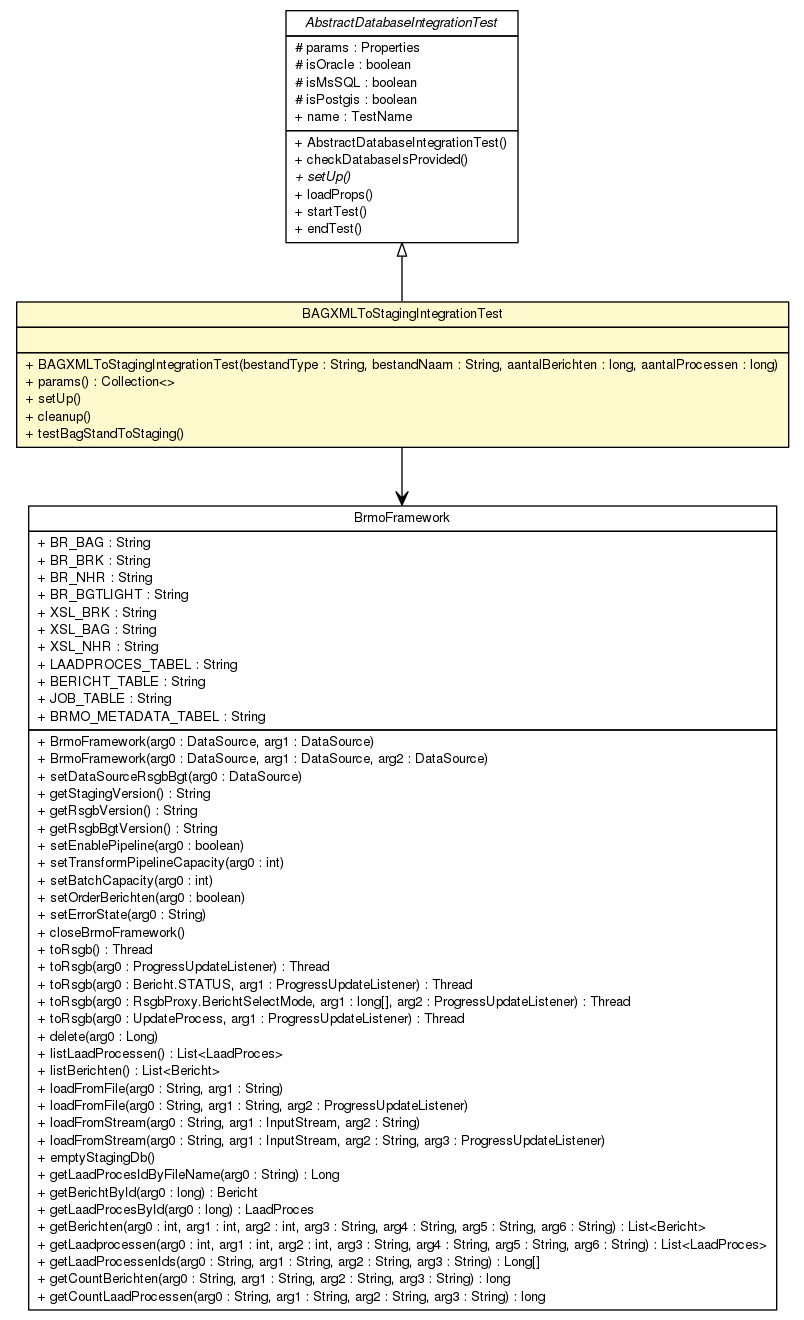 AbstractDatabaseIntegrationTest
# params : Properties
# isOracle : boolean
# isMsSQL : boolean
# isPostgis : boolean
+ name : TestName
+ AbstractDatabaseIntegrationTest()
+ checkDatabaseIsProvided()
+ setUp()
+ loadProps()
+ startTest()
+ endTest()
BAGXMLToStagingIntegrationTest
+ BAGXMLToStagingIntegrationTest(bestandType : String, bestandNaam : String, aantalBerichten : long, aantalProcessen : long)
+ params() : Collection<>
+ setUp()
+ cleanup()
+ testBagStandToStaging()
BrmoFramework
+ BR_BAG : String
+ BR_BRK : String
+ BR_NHR : String
+ BR_BGTLIGHT : String
+ XSL_BRK : String
+ XSL_BAG : String
+ XSL_NHR : String
+ LAADPROCES_TABEL : String
+ BERICHT_TABLE : String
+ JOB_TABLE : String
+ BRMO_METADATA_TABEL : String
+ BrmoFramework(arg0 : DataSource, arg1 : DataSource)
+ BrmoFramework(arg0 : DataSource, arg1 : DataSource, arg2 : DataSource)
+ setDataSourceRsgbBgt(arg0 : DataSource)
+ getStagingVersion() : String
+ getRsgbVersion() : String
+ getRsgbBgtVersion() : String
+ setEnablePipeline(arg0 : boolean)
+ setTransformPipelineCapacity(arg0 : int)
+ setBatchCapacity(arg0 : int)
+ setOrderBerichten(arg0 : boolean)
+ setErrorState(arg0 : String)
+ closeBrmoFramework()
+ toRsgb() : Thread
+ toRsgb(arg0 : ProgressUpdateListener) : Thread
+ toRsgb(arg0 : Bericht.STATUS, arg1 : ProgressUpdateListener) : Thread
+ toRsgb(arg0 : RsgbProxy.BerichtSelectMode, arg1 : long[], arg2 : ProgressUpdateListener) : Thread
+ toRsgb(arg0 : UpdateProcess, arg1 : ProgressUpdateListener) : Thread
+ delete(arg0 : Long)
+ listLaadProcessen() : List<LaadProces>
+ listBerichten() : List<Bericht>
+ loadFromFile(arg0 : String, arg1 : String)
+ loadFromFile(arg0 : String, arg1 : String, arg2 : ProgressUpdateListener)
+ loadFromStream(arg0 : String, arg1 : InputStream, arg2 : String)
+ loadFromStream(arg0 : String, arg1 : InputStream, arg2 : String, arg3 : ProgressUpdateListener)
+ emptyStagingDb()
+ getLaadProcesIdByFileName(arg0 : String) : Long
+ getBerichtById(arg0 : long) : Bericht
+ getLaadProcesById(arg0 : long) : LaadProces
+ getBerichten(arg0 : int, arg1 : int, arg2 : int, arg3 : String, arg4 : String, arg5 : String, arg6 : String) : List<Bericht>
+ getLaadprocessen(arg0 : int, arg1 : int, arg2 : int, arg3 : String, arg4 : String, arg5 : String, arg6 : String) : List<LaadProces>
+ getLaadProcessenIds(arg0 : String, arg1 : String, arg2 : String, arg3 : String) : Long[]
+ getCountBerichten(arg0 : String, arg1 : String, arg2 : String, arg3 : String) : long
+ getCountLaadProcessen(arg0 : String, arg1 : String, arg2 : String, arg3 : String) : long